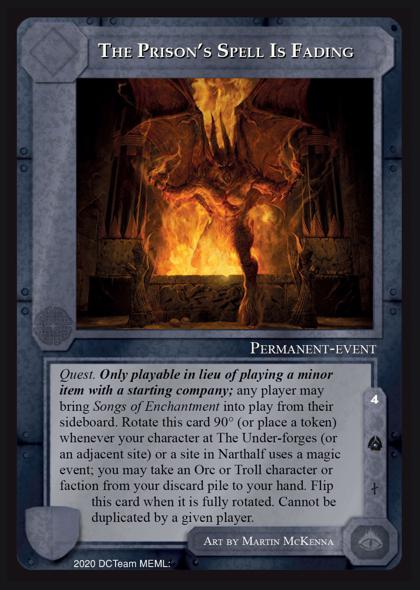 The Prison's Spell Is Fading
Permanent-event
Quest. Only playable in lieu of playing a minor
item with a starting company; any player may
bring Songs of Enchantment into play from their
sideboard. Rotate this card 90° (or place a token)
whenever your character at The Under-forges (or
an adjacent site) or a site in Narthalf uses a magic
event; you may take an Orc or Troll character or
faction from your discard pile to your hand. Flip
this card when it is fully rotated. Cannot be
duplicated by a given player.
4
Art by Martin McKenna
2020 DCTeam MEML: